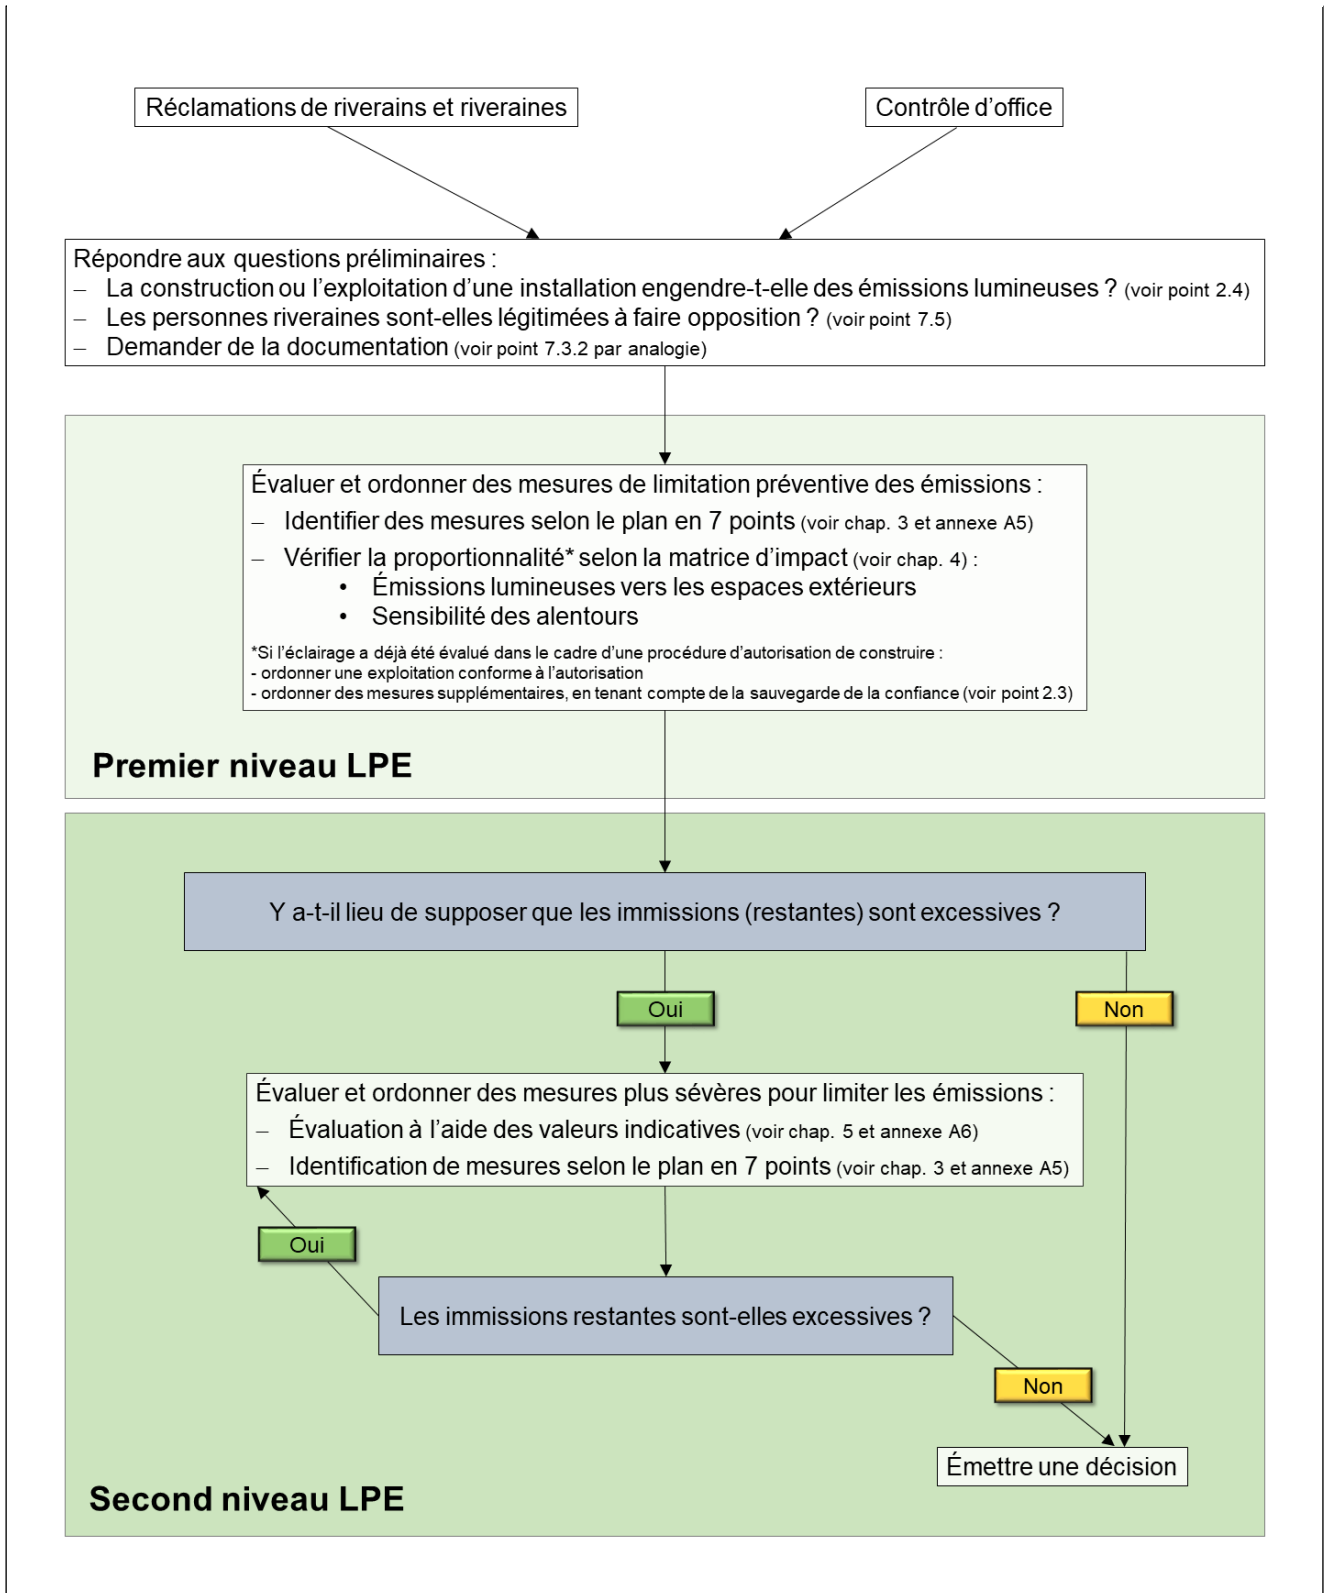 Réclamations de riverains et riveraines
Contrôle d'office
Répondre aux questions préliminaires :
– La construction ou l'exploitation d'une installation engendre-t-elle des émissions lumineuses ? (voir point 2.4)
– Les personnes riveraines sont-elles légitimées à faire opposition ? (voir point 7.5)
– Demander de la documentation (voir point 7.3.2 par analogie)
Évaluer et ordonner des mesures de limitation préventive des émissions :
– Identifier des mesures selon le plan en 7 points (voir chap. 3 et annexe A5)
– Vérifier la proportionnalité* selon la matrice d'impact (voir chap. 4) :
• Émissions lumineuses vers les espaces extérieurs
• Sensibilité des alentours
*Si l'éclairage a déjà été évalué dans le cadre d'une procédure d'autorisation de construire :
- ordonner une exploitation conforme à l'autorisation
- ordonner des mesures supplémentaires, en tenant compte de la sauvegarde de la confiance (voir point 2.3)
Premier niveau LPE
Y a-t-il lieu de supposer que les immissions (restantes) sont excessives ?
Oui
Non
Évaluer et ordonner des mesures plus sévères pour limiter les émissions :
– Évaluation à l'aide des valeurs indicatives (voir chap. 5 et annexe A6)
– Identification de mesures selon le plan en 7 points (voir chap. 3 et annexe A5)
Oui
Les immissions restantes sont-elles excessives ?
Non
Émettre une décision
Second niveau LPE